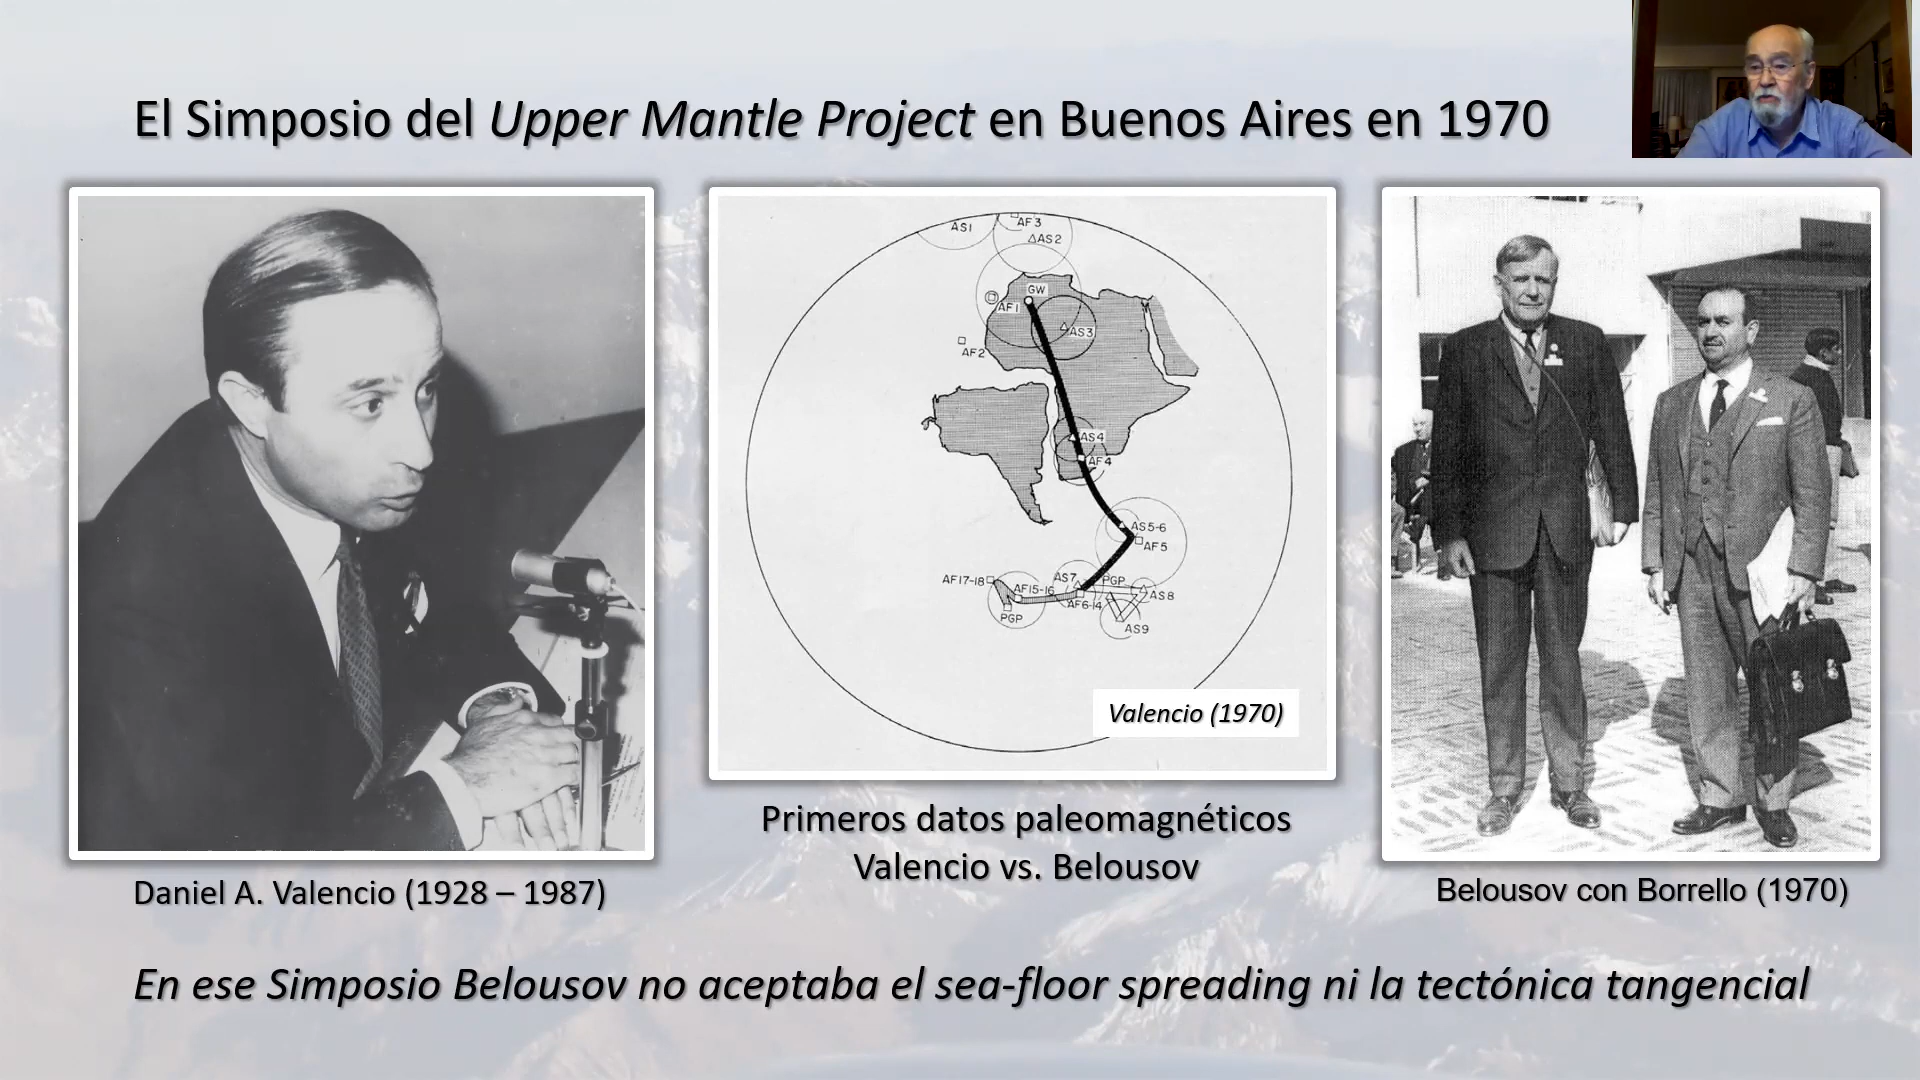 El Simposio del Upper Mantle Project en Buenos Aires en 1970
AS1
AF3
AS2
GW
AF1
AS3
AF2
AS4
AF4
AS5-6
AF5
AF17-18
AF15-16
AS7
PGP
AS8
AF6-14
PGP
AS9
Valencio (1970)
Primeros datos paleomagnéticos
Valencio vs. Belousov
Daniel A. Valencio (1928 – 1987)
Belousov con Borrello (1970)
En ese Simposio Belousov no aceptaba el sea-floor spreading ni la tectónica tangencial